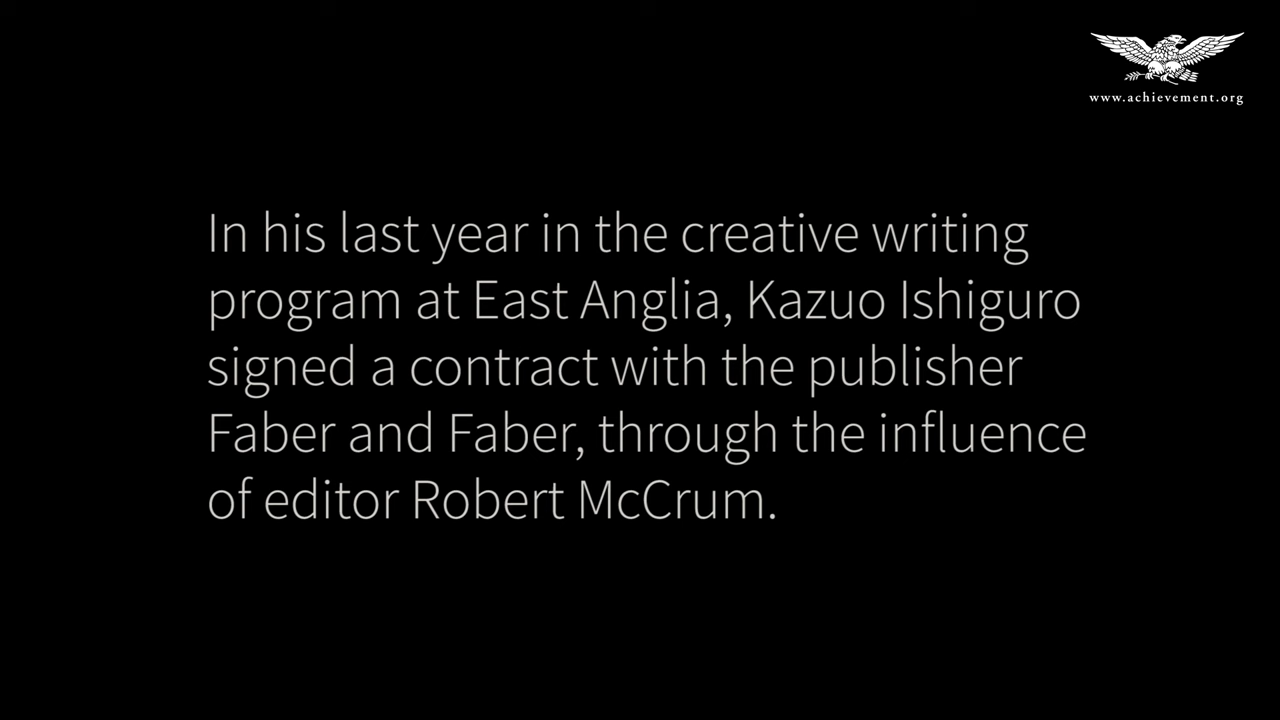 www.achievement.org
In his last year in the creative writing
program at East Anglia, Kazuo Ishiguro
signed a contract with the publisher
Faber and Faber, through the influence
of editor Robert McCrum.